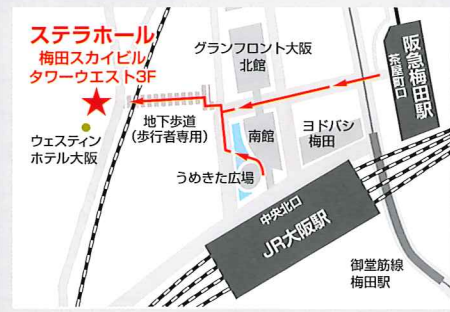 ステラホール
梅田スカイビル
タワーウエスト3F
グランフロント大阪
北館
阪急梅田駅
茶屋町口
地下歩道
(歩行者専用)
南館
ヨドバシ
梅田
ウェスティン
ホテル大阪
うめきた広場
中央北口
JR大阪駅
御堂筋線
梅田駅